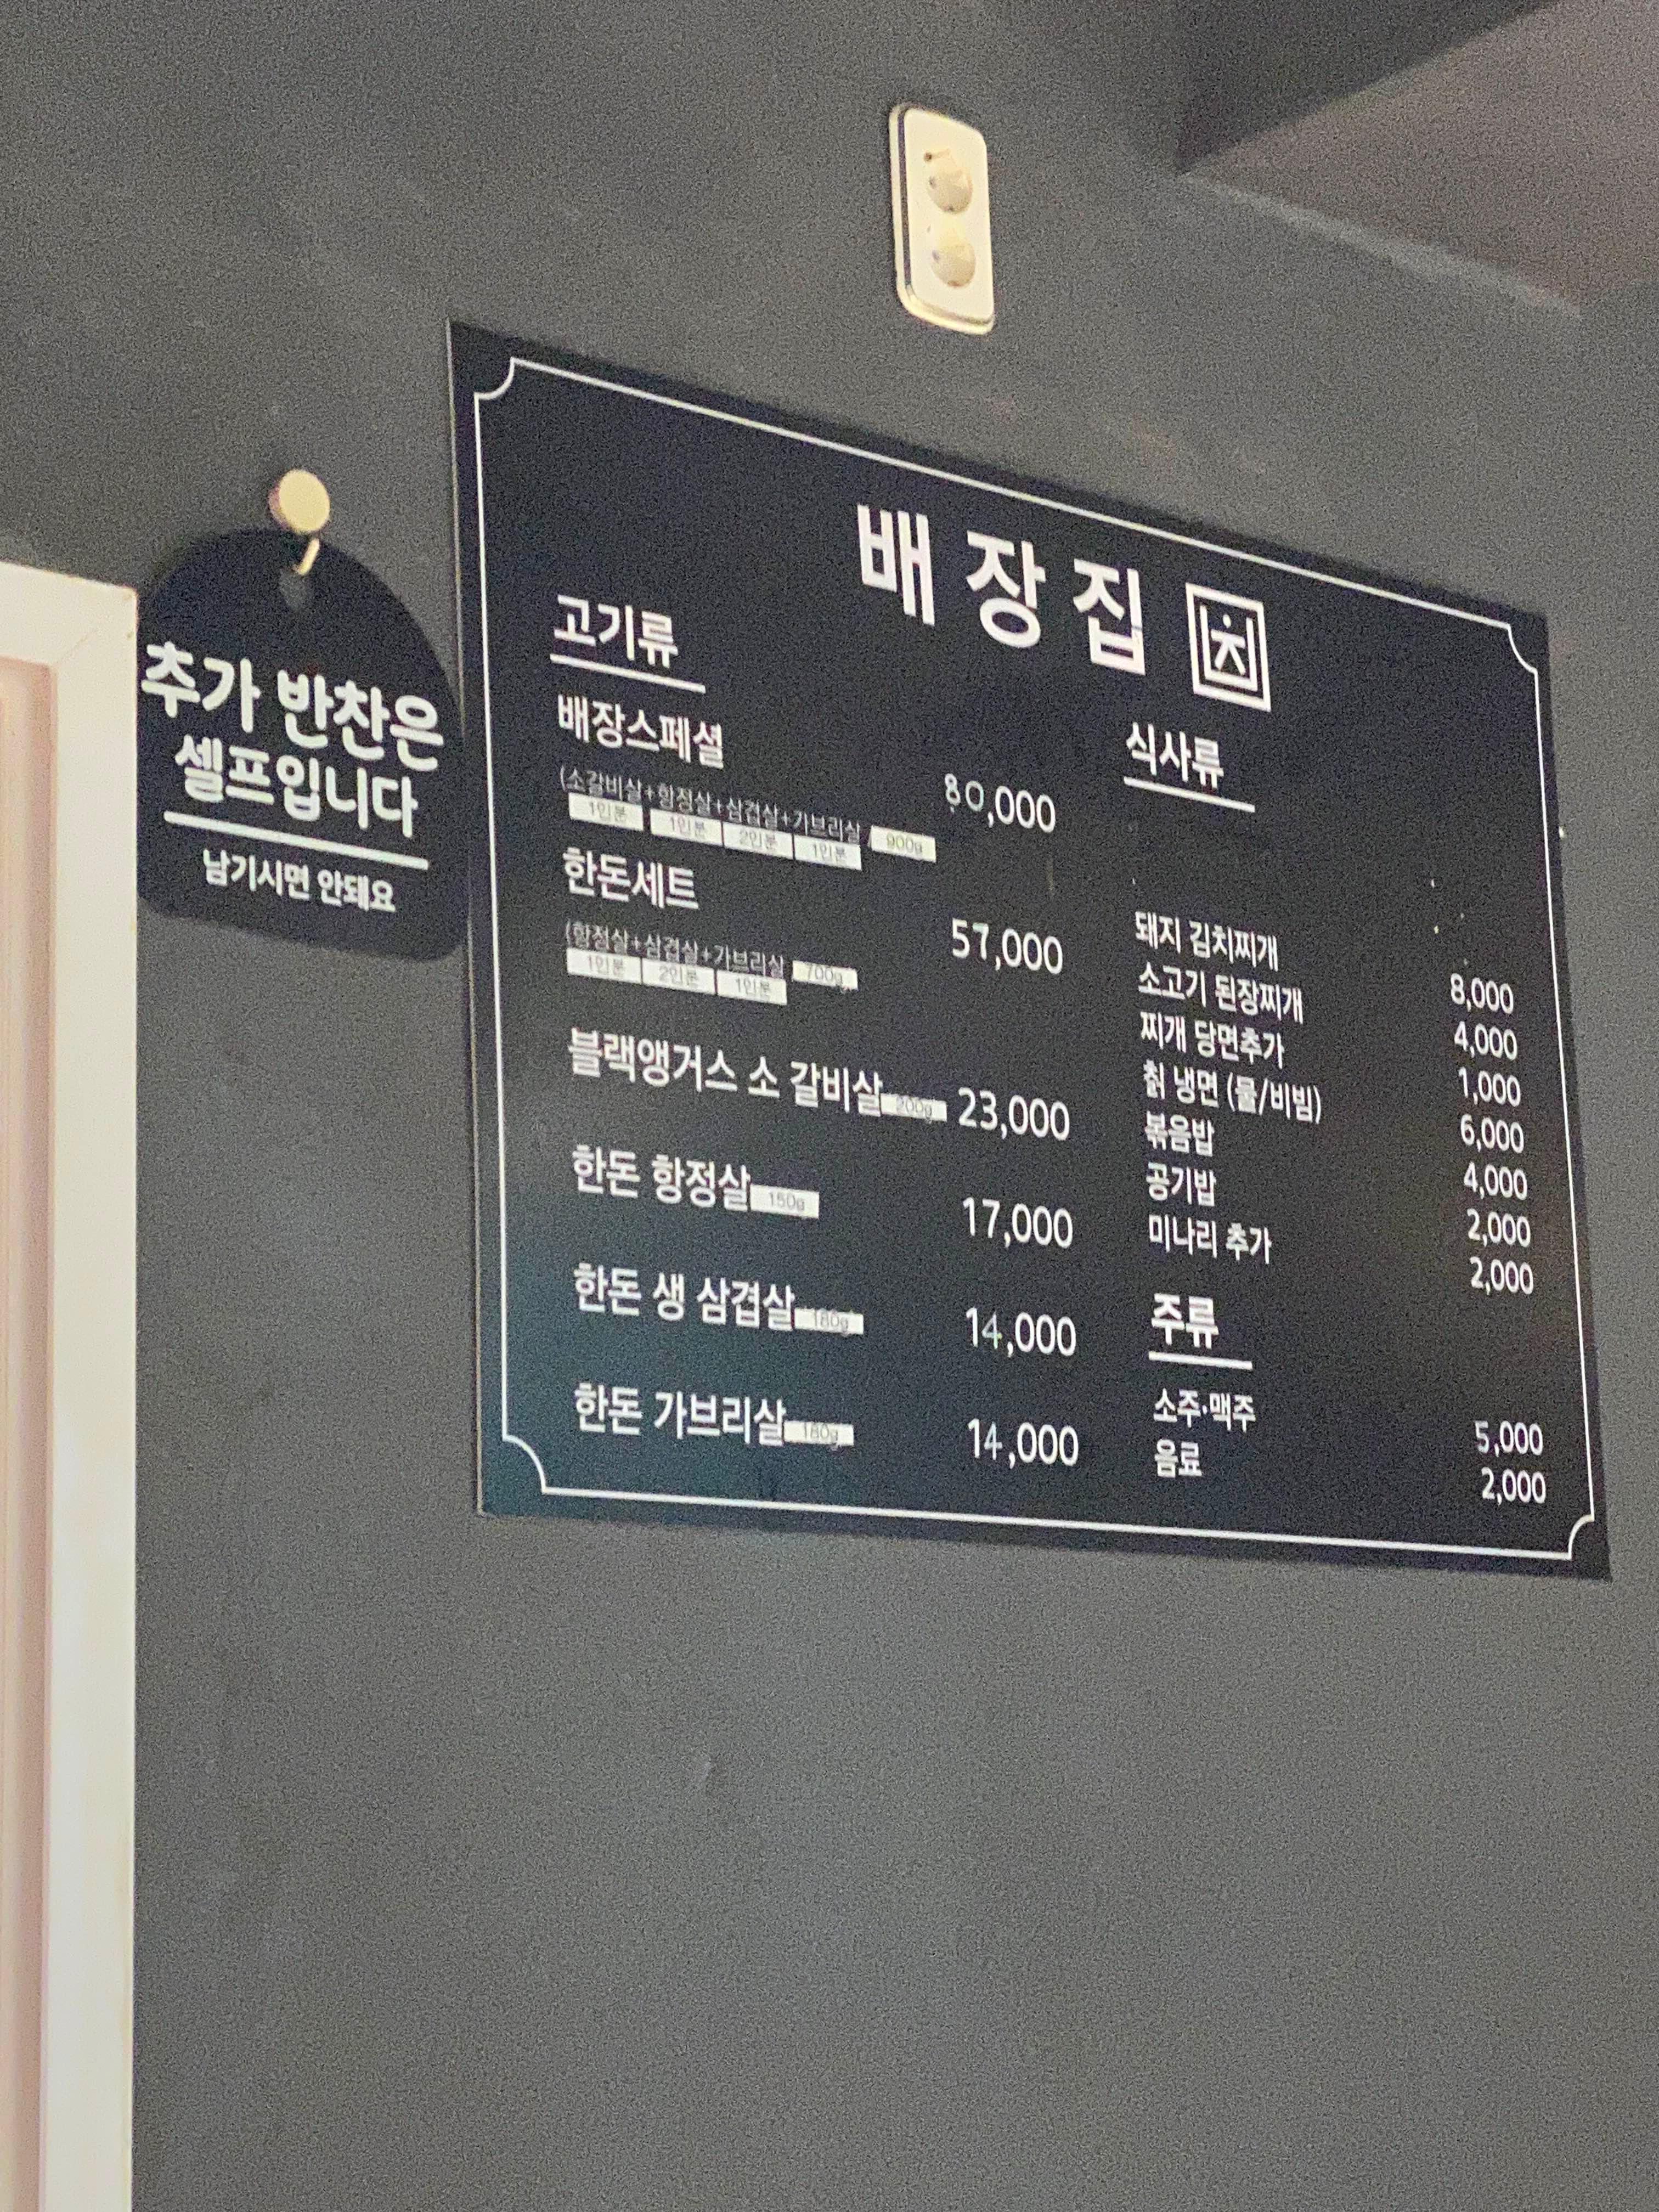 추가 반찬은
셀프입니다
남기시면 안돼요
배장집
고기류
배장스페셜 80,000
(소갈비살+항정살+삼겹살+가브리살 900g
1인분 1인분 2인분 1인분
한돈세트 57,000
(항정살+삼겹살+가브리살 700g
1인분 2인분 1인분
블랙앵거스 소 갈비살 200g 23,000
한돈 항정살 150g 17,000
한돈 생 삼겹살 180g 14,000
한돈 가브리살 180g 14,000
식사류
돼지 김치찌개 8,000
소고기 된장찌개 4,000
찌개 당면추가 1,000
칡 냉면 (물/비빔) 6,000
볶음밥 4,000
공기밥 2,000
미나리 추가 2,000
주류
소주·맥주 5,000
음료 2,000